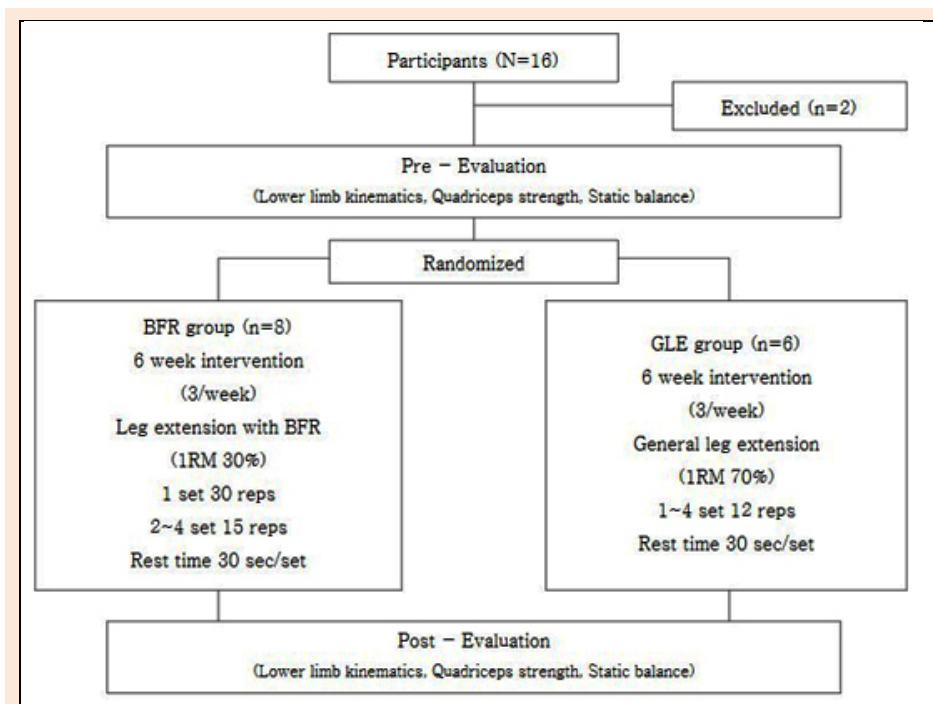 Participants (N=16)
Excluded (n=2)
Pre − Evaluation
(Lower limb kinematics, Quadriceps strength, Static balance)
Randomized
BFR group (n=8)
6 week intervention
(3/week)
Leg extension with BFR
(1RM 30%)
1 set 30 reps
2~4 set 15 reps
Rest time 30 sec/set
GLE group (n=6)
6 week intervention
(3/week)
General leg extension
(1RM 70%)
1~4 set 12 reps
Rest time 30 sec/set
Post − Evaluation
(Lower limb kinematics, Quadriceps strength, Static balance)